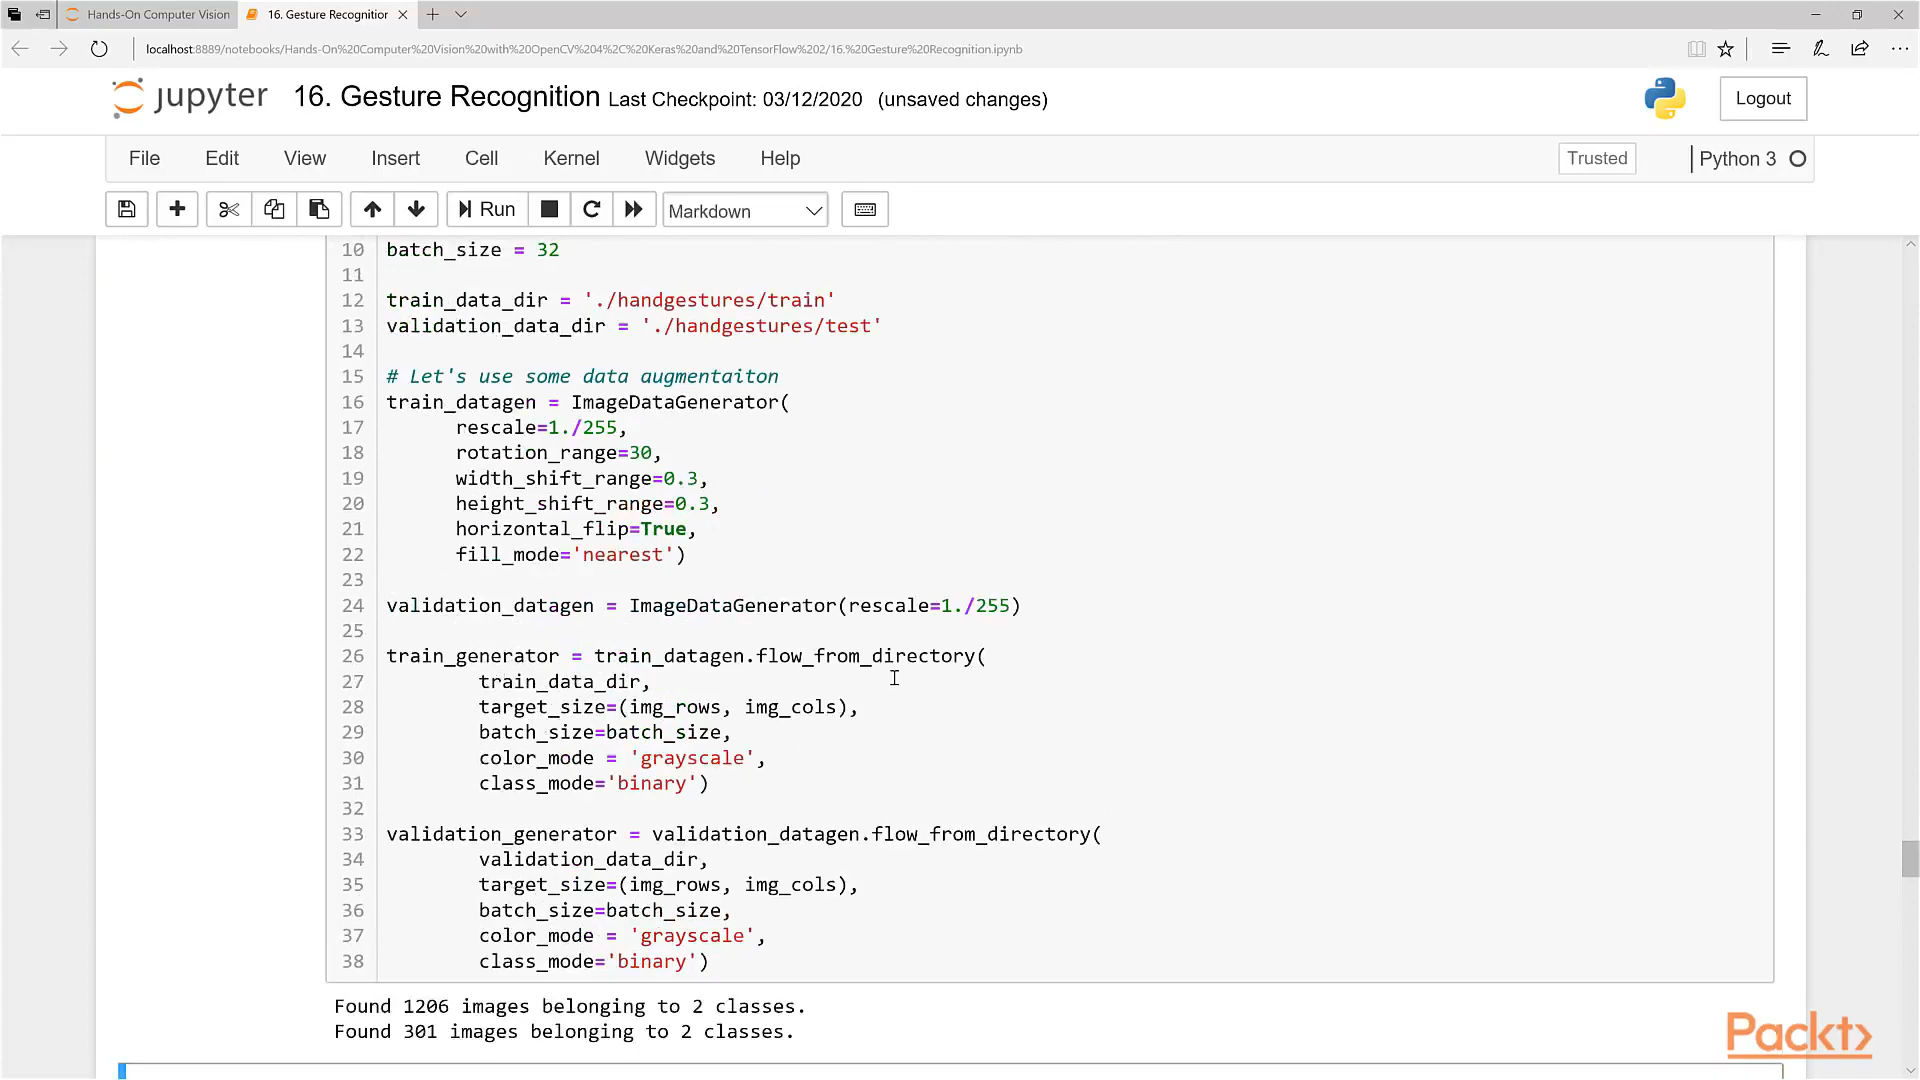 Hands-On Computer Vision
16. Gesture Recognition
localhost:8889/notebooks/Hands-On%20Computer%20Vision%20with%20OpenCV%204%2C%20Keras%20and%20TensorFlow%202/16.%20Gesture%20Recognition.ipynb
jupyter 16. Gesture Recognition Last Checkpoint: 03/12/2020 (unsaved changes)
Logout
File Edit View Insert Cell Kernel Widgets Help
Trusted
Python 3
Run
Markdown
10 batch_size = 32
11
12 train_data_dir = './handgestures/train'
13 validation_data_dir = './handgestures/test'
14
15 # Let's use some data augmentaiton
16 train_datagen = ImageDataGenerator(
17 rescale=1./255,
18 rotation_range=30,
19 width_shift_range=0.3,
20 height_shift_range=0.3,
21 horizontal_flip=True,
22 fill_mode='nearest')
23
24 validation_datagen = ImageDataGenerator(rescale=1./255)
25
26 train_generator = train_datagen.flow_from_directory(
27 train_data_dir,
28 target_size=(img_rows, img_cols),
29 batch_size=batch_size,
30 color_mode = 'grayscale',
31 class_mode='binary')
32
33 validation_generator = validation_datagen.flow_from_directory(
34 validation_data_dir,
35 target_size=(img_rows, img_cols),
36 batch_size=batch_size,
37 color_mode = 'grayscale',
38 class_mode='binary')
Found 1206 images belonging to 2 classes.
Found 301 images belonging to 2 classes.
Packt>